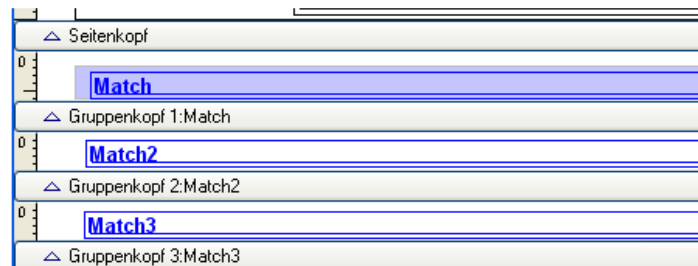 Seitenkopf
0
Match
Gruppenkopf 1:Match
0
Match2
Gruppenkopf 2:Match2
0
Match3
Gruppenkopf 3:Match3